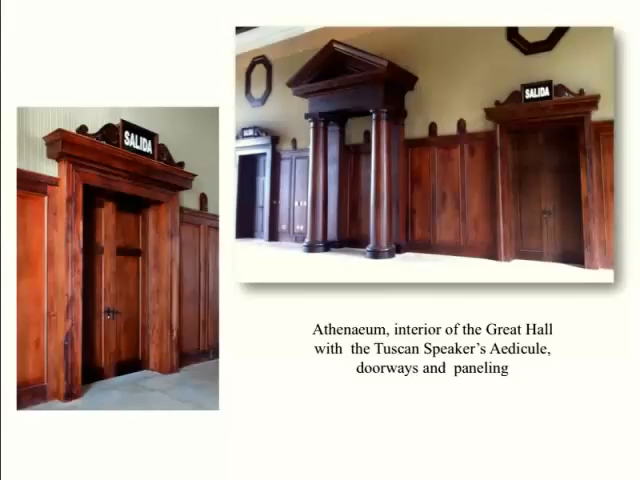 SALIDA
SALIDA
Athenaeum, interior of the Great Hall
with the Tuscan Speaker's Aedicule,
doorways and paneling